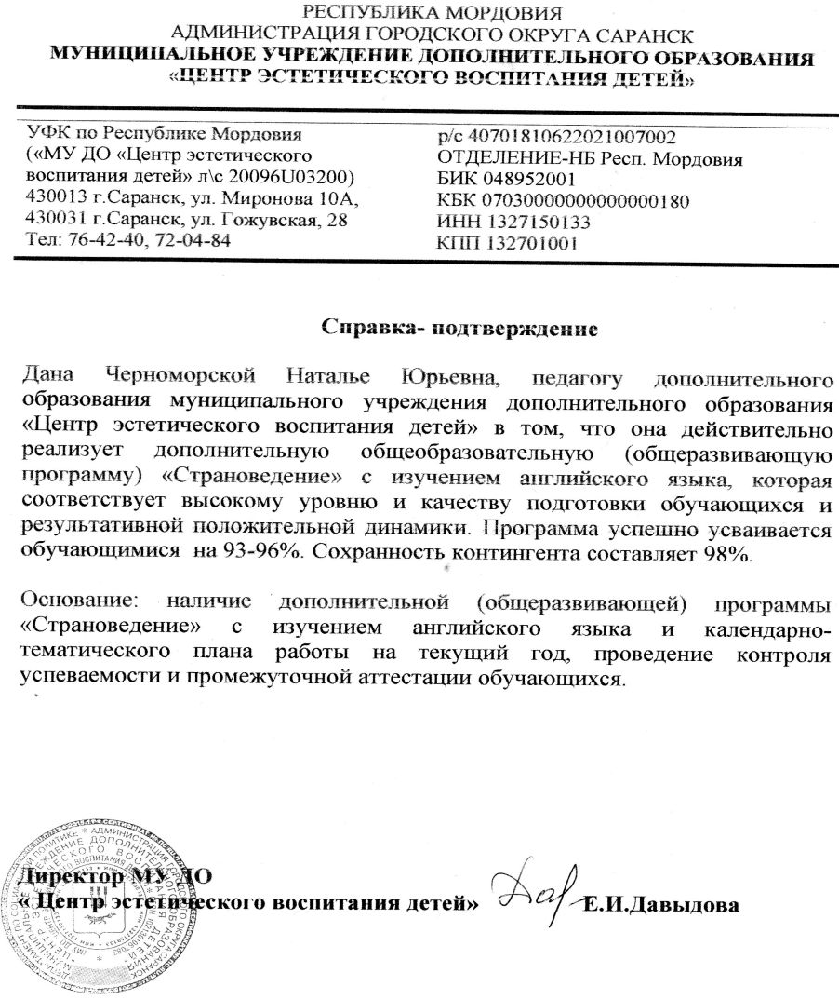 РЕСПУБЛИКА МОРДОВИЯ
АДМИНИСТРАЦИЯ ГОРОДСКОГО ОКРУГА САРАНСК
МУНИЦИПАЛЬНОЕ УЧРЕЖДЕНИЕ ДОПОЛНИТЕЛЬНОГО ОБРАЗОВАНИЯ
«ЦЕНТР ЭСТЕТИЧЕСКОГО ВОСПИТАНИЯ ДЕТЕЙ»
УФК по Республике Мордовия
(«МУ ДО «Центр эстетического
воспитания детей» л\с 20096U03200)
430013 г.Саранск, ул. Миронова 10А,
430031 г.Саранск, ул. Гожувская, 28
Тел: 76-42-40, 72-04-84
р/с 40701810622021007002
ОТДЕЛЕНИЕ-НБ Респ. Мордовия
БИК 048952001
КБК 07030000000000000180
ИНН 1327150133
КПП 132701001
Справка- подтверждение
Дана Черноморской Наталье Юрьевна, педагогу дополнительного
образования муниципального учреждения дополнительного образования
«Центр эстетического воспитания детей» в том, что она действительно
реализует дополнительную общеобразовательную (общеразвивающую
программу) «Страноведение» с изучением английского языка, которая
соответствует высокому уровню и качеству подготовки обучающихся и
результативной положительной динамики. Программа успешно усваивается
обучающимися на 93-96%. Сохранность контингента составляет 98%.
Основание: наличие дополнительной (общеразвивающей) программы
«Страноведение» с изучением английского языка и календарно-
тематического плана работы на текущий год, проведение контроля
успеваемости и промежуточной аттестации обучающихся.
Директор МУ ДО
« Центр эстетического воспитания детей» Е.И.Давыдова